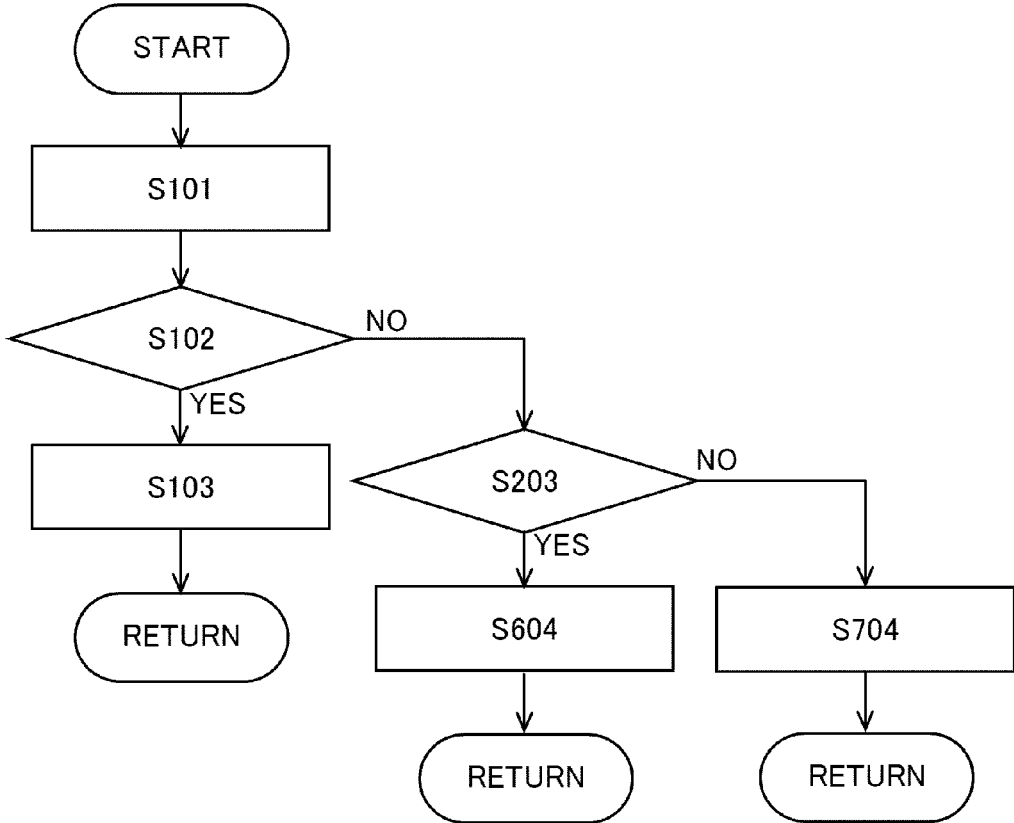 START
S101
S102
NO
YES
S103
S203
NO
YES
RETURN
S604
S704
RETURN
RETURN